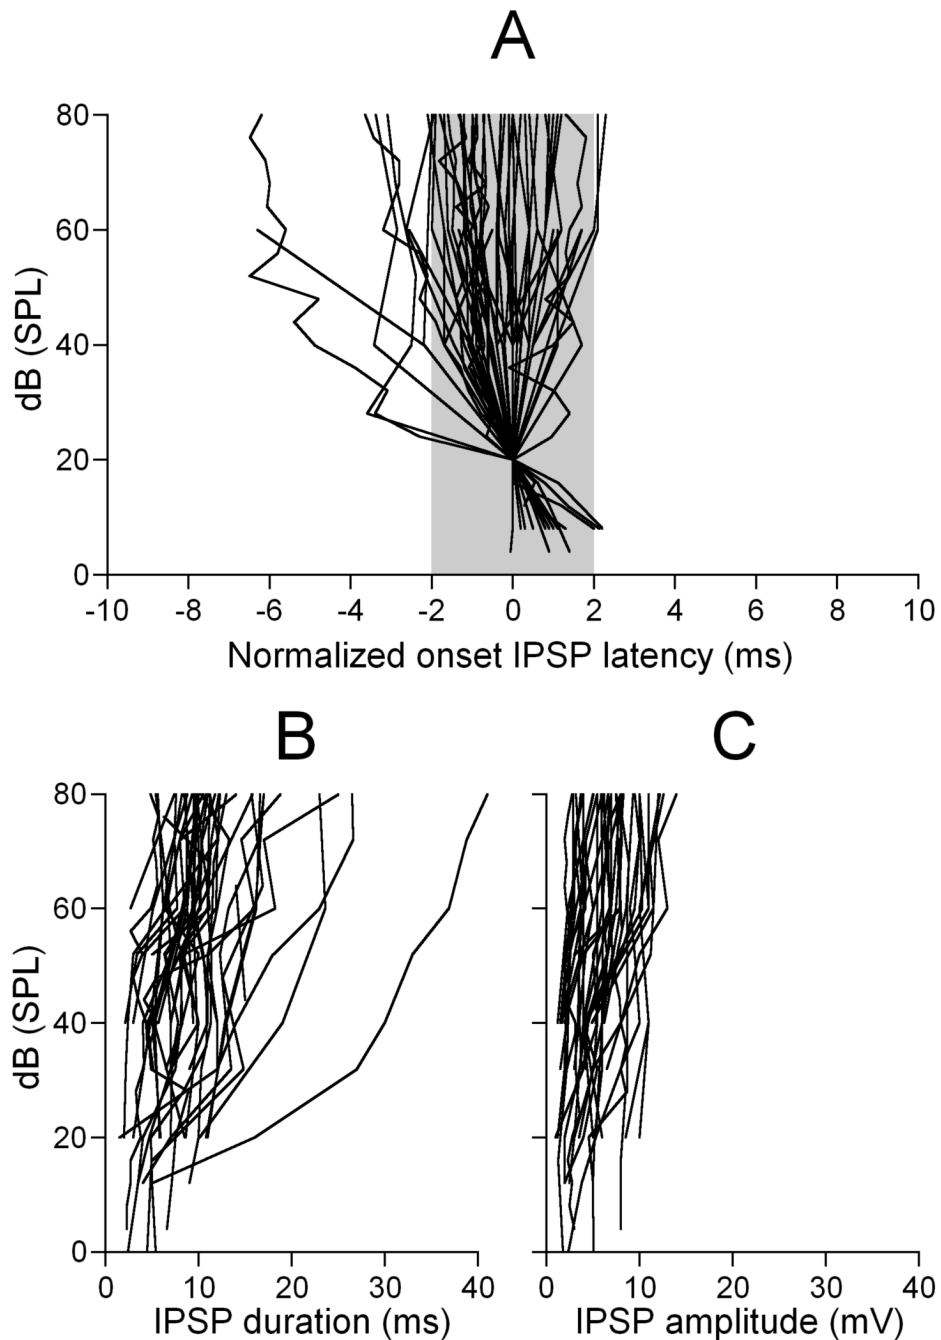 A
dB (SPL)
80
60
40
20
0
-10 -8 -6 -4 -2 0 2 4 6 8 10
Normalized onset IPSP latency (ms)
B
dB (SPL)
80
60
40
20
0
0 10 20 30 40
IPSP duration (ms)
C
0 10 20 30 40
IPSP amplitude (mV)